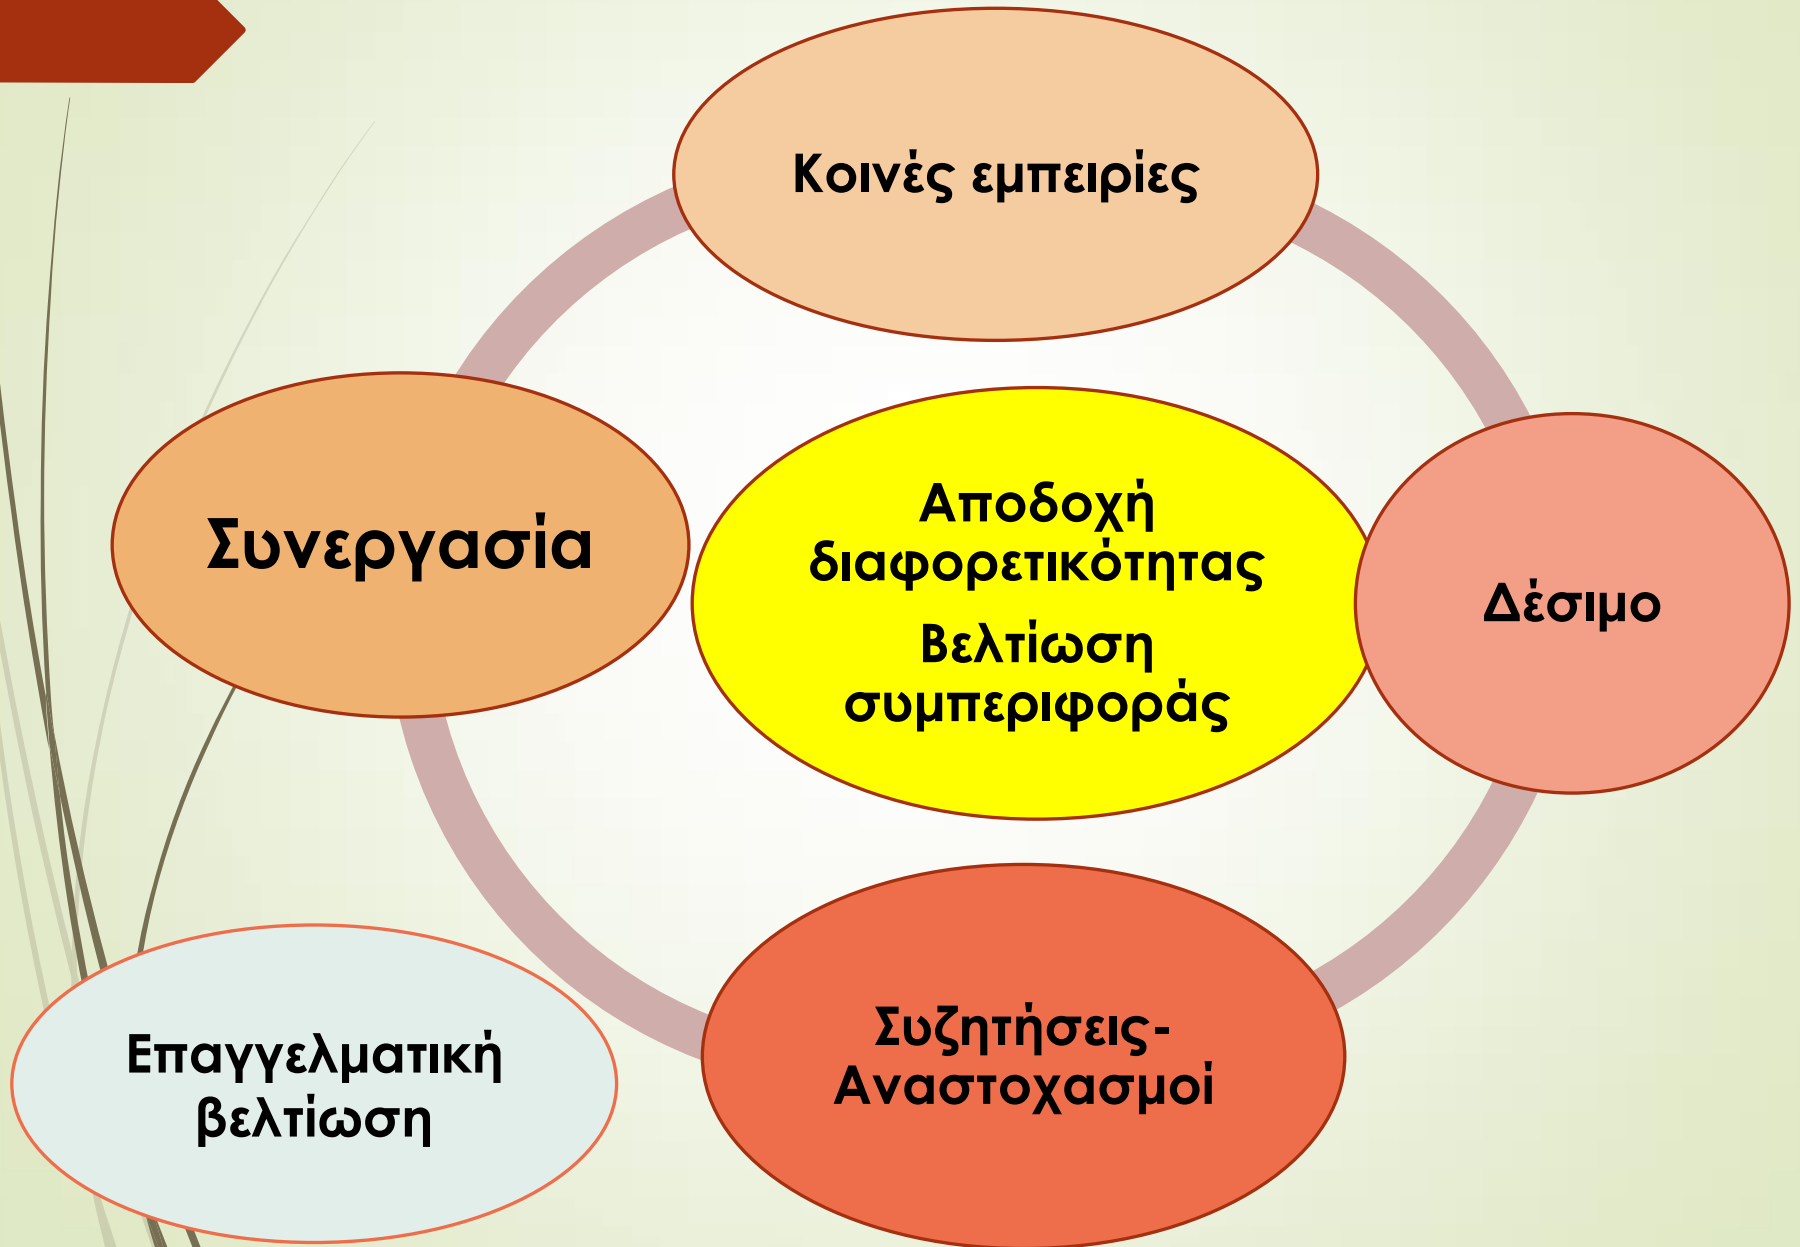 Κοινές εμπειρίες
Συνεργασία
Αποδοχή
διαφορετικότητας
Βελτίωση
συμπεριφοράς
Δέσιμο
Συζητήσεις-
Αναστοχασμοί
Επαγγελματική
βελτίωση